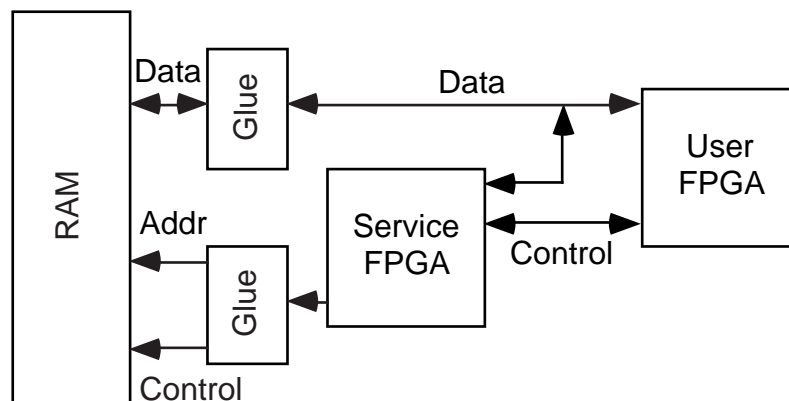 Data
Glue
Data
User
FPGA
RAM
Addr
Service
FPGA
Control
Glue
Control